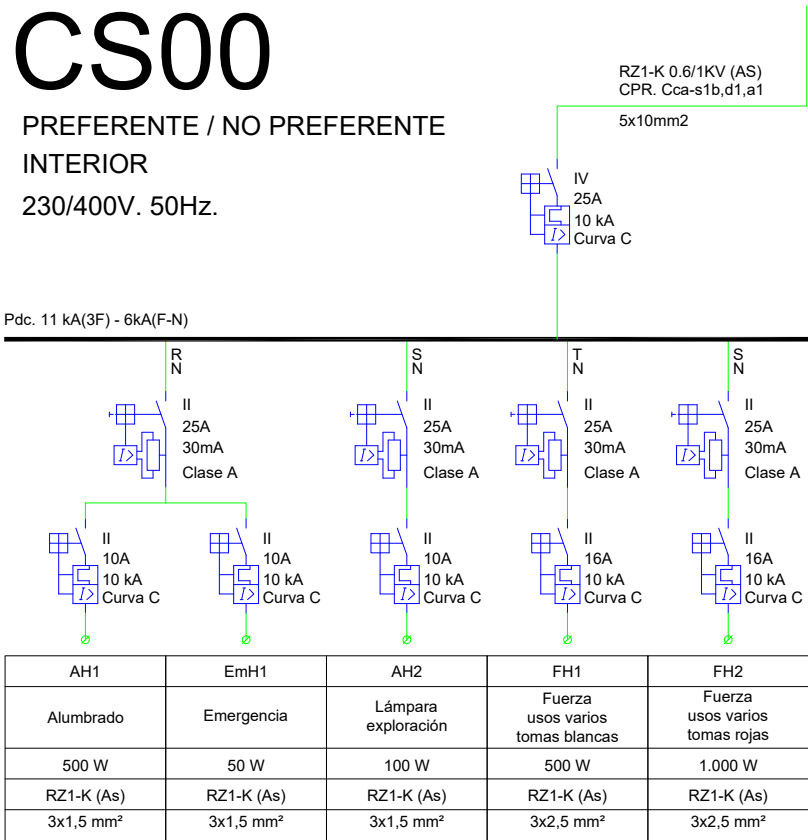 CS00
PREFERENTE / NO PREFERENTE
INTERIOR
230/400V. 50Hz.
RZ1-K 0.6/1KV (AS)
CPR. Cca-s1b,d1,a1
5x10mm2
IV
25A
10 kA
Curva C
I>
Pdc. 11 kA(3F) - 6kA(F-N)
R
N
S
N
T
N
S
N
II
25A
30mA
Clase A
I>
II
25A
30mA
Clase A
I>
II
25A
30mA
Clase A
I>
II
25A
30mA
Clase A
I>
II
10A
10 kA
Curva C
I>
II
10A
10 kA
Curva C
I>
II
10A
10 kA
Curva C
I>
II
16A
10 kA
Curva C
I>
II
16A
10 kA
Curva C
I>
AH1 EmH1 AH2 FH1 FH2
Alumbrado
Emergencia
Lámpara
exploración
Fuerza
usos varios
tomas blancas
Fuerza
usos varios
tomas rojas
500 W 50 W 100 W 500 W 1.000 W
RZ1-K (As) RZ1-K (As) RZ1-K (As) RZ1-K (As) RZ1-K (As)
3x1,5 mm² 3x1,5 mm² 3x1,5 mm² 3x2,5 mm² 3x2,5 mm²